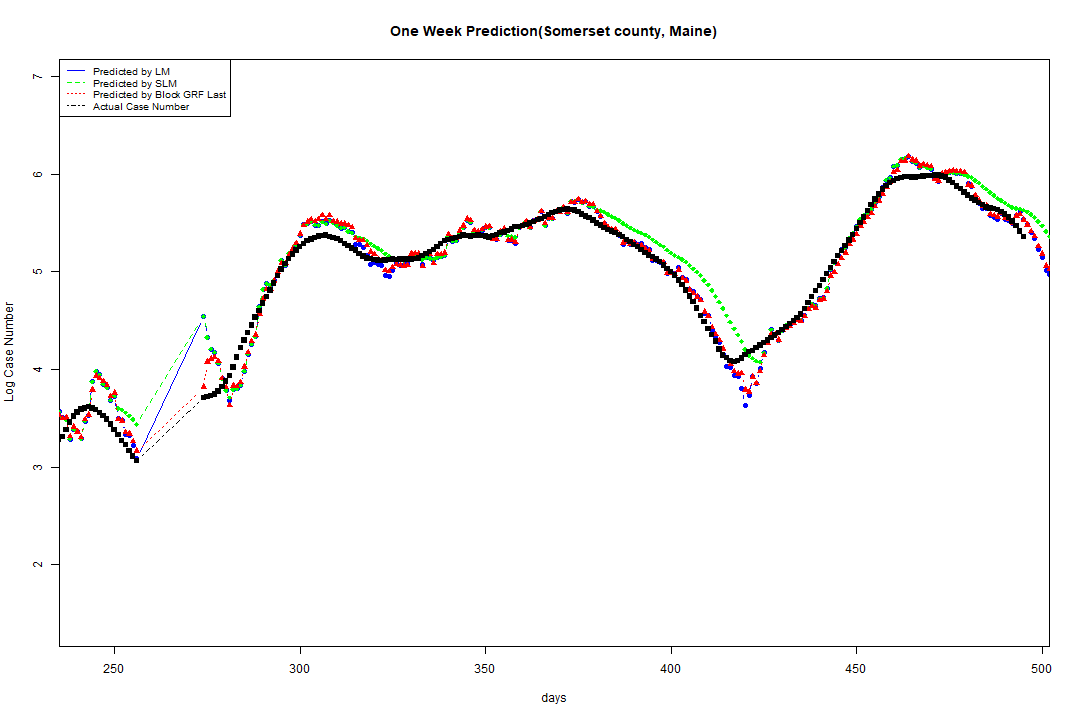 One Week Prediction(Somerset county, Maine)
Predicted by LM
Predicted by SLM
Predicted by Block GRF Last
Actual Case Number
7
6
5
4
3
2
Log Case Number
250 300 350 400 450 500
days